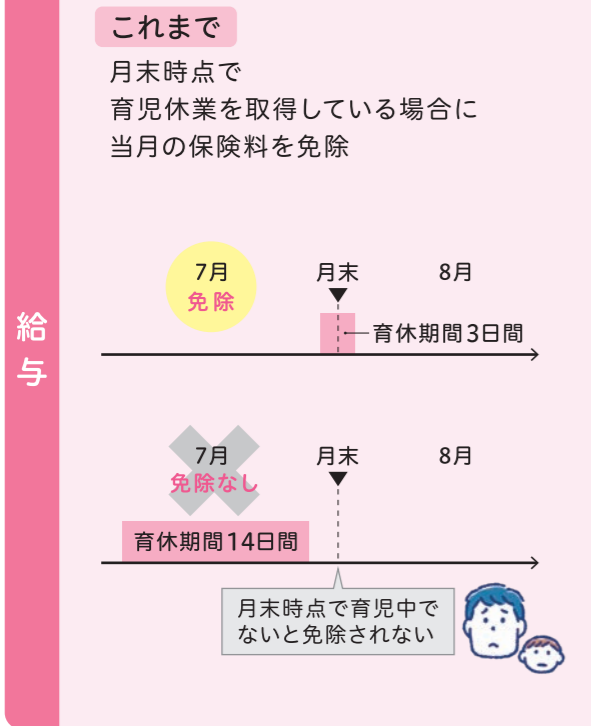 これまで
月末時点で
育児休業を取得している場合に
当月の保険料を免除
給与
7月
免除
月末
8月
育休期間3日間
7月
免除なし
月末
8月
育休期間14日間
月末時点で育児中で
ないと免除されない